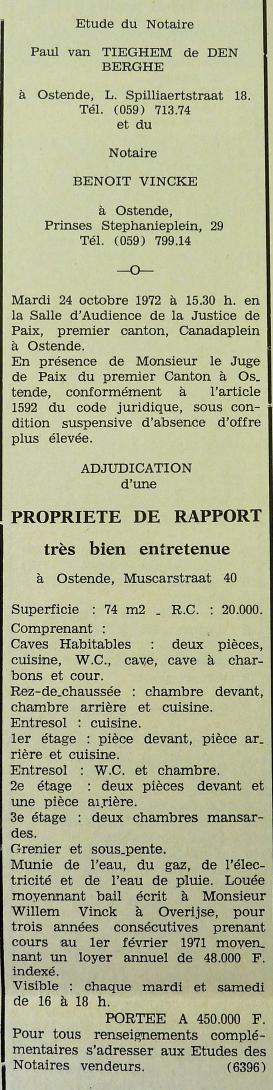 Etude du Notaire
Paul van TIEGHEM de DEN
BERGHE
à Ostende, L. Spilliaertstraat 18.
Tél. (059) 713.74
et du
Notaire
BENOIT VINCKE
à Ostende,
Prinses Stephanieplein, 29
Tél. (059) 799.14
—O—
Mardi 24 octobre 1972 à 15.30 h. en
la Salle d'Audience de la Justice de
Paix, premier canton, Canadaplein
à Ostende.
En présence de Monsieur le Juge
de Paix du premier Canton à Os-
tende, conformément à l'article
1592 du code juridique, sous con-
dition suspensive d'absence d'offre
plus élevée.
ADJUDICATION
d'une
PROPRIETE DE RAPPORT
très bien entretenue
à Ostende, Muscarstraat 40
Superficie : 74 m2 - R.C. : 20.000.
Comprenant :
Caves Habitables : deux pièces,
cuisine, W.C., cave, cave à char-
bons et cour.
Rez-de-chaussée : chambre devant,
chambre arrière et cuisine.
Entresol : cuisine.
1er étage : pièce devant, pièce ar-
rière et cuisine.
Entresol : W.C. et chambre.
2e étage : deux pièces devant et
une pièce arrière.
3e étage : deux chambres mansar-
des.
Grenier et sous-pente.
Munie de l'eau, du gaz, de l'élec-
tricité et de l'eau de pluie. Louée
moyennant bail écrit à Monsieur
Willem Vinck à Overijse, pour
trois années consécutives prenant
cours au 1er février 1971 moyen-
nant un loyer annuel de 48.000 F.
indexé.
Visible : chaque mardi et samedi
de 16 à 18 h.
PORTEE A 450.000 F.
Pour tous renseignements complé-
mentaires s'adresser aux Etudes des
Notaires vendeurs. (6396)